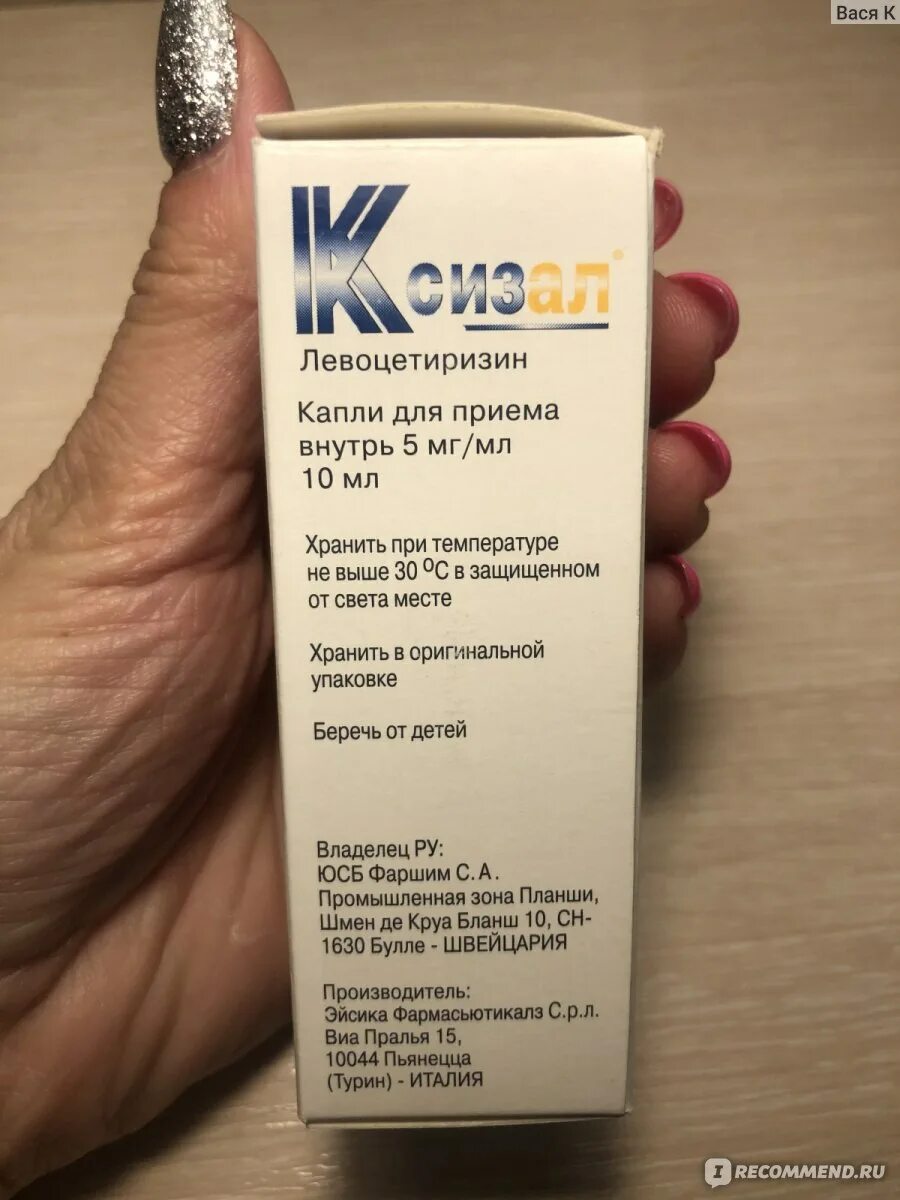 Вася К
Ксизал®
Левоцетиризин
Капли для приема
внутрь 5 мг/мл
10 мл
Хранить при температуре
не выше 30 °С в защищенном
от света месте
Хранить в оригинальной
упаковке
Беречь от детей
Владелец РУ:
ЮСБ Фаршим С.А.
Промышленная зона Планши,
Шмен де Круа Бланш 10, CH-
1630 Булле - ШВЕЙЦАРИЯ
Производитель:
Эйсика Фармасьютикалз С.р.л.
Виа Пралья 15,
10044 Пьянецца
(Турин) - ИТАЛИЯ
IRECOMMEND.RU